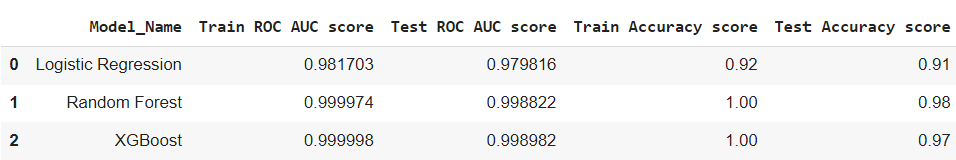 Model_Name Train ROC AUC score Test ROC AUC score Train Accuracy score Test Accuracy score
0 Logistic Regression 0.981703 0.979816 0.92 0.91
1 Random Forest 0.999974 0.998822 1.00 0.98
2 XGBoost 0.999998 0.998982 1.00 0.97